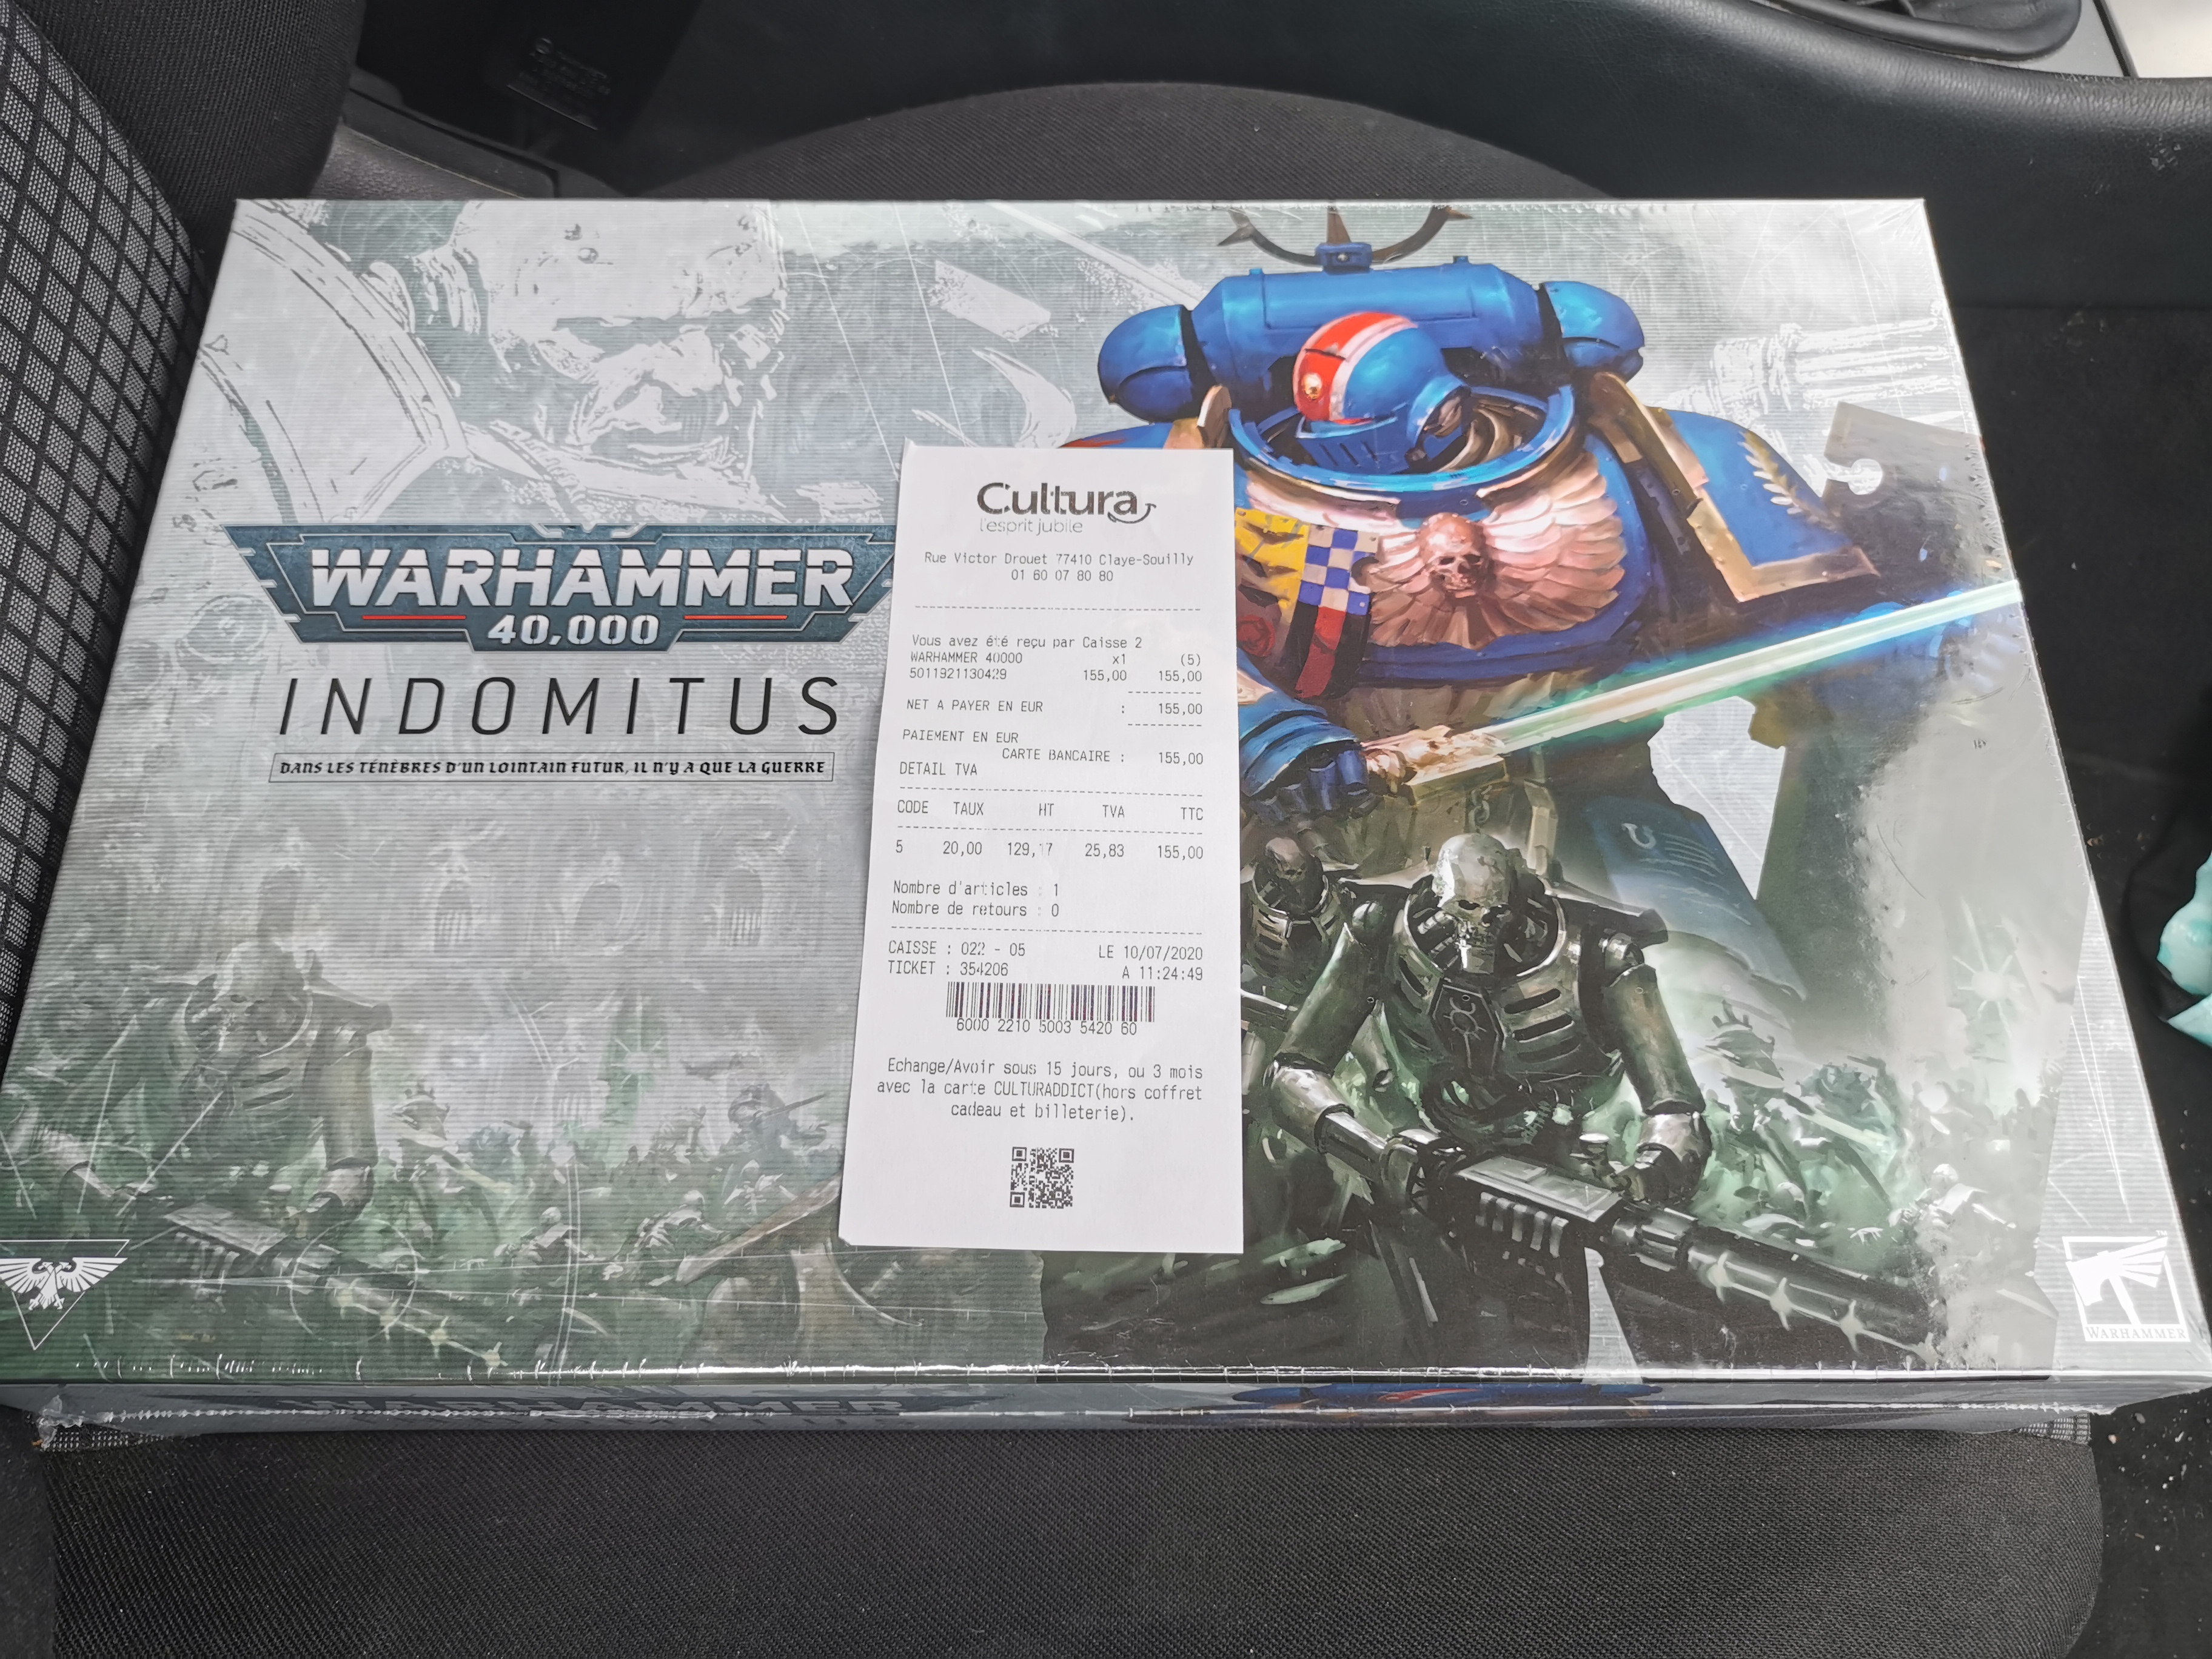 WARHAMMER
40,000
INDOMITUS
DANS LES TÉNÈBRES D'UN LOINTAIN FUTUR, IL N'Y A QUE LA GUERRE
Cultura
l'esprit jubile
Rue Victor Drouet 77410 Claye-Souilly
01 60 07 80 80
Vous avez été reçu par Caisse 2
WARHAMMER 40000 x1 (5)
5011921130429 155,00 155,00
NET A PAYER EN EUR : 155,00
PAIEMENT EN EUR
CARTE BANCAIRE : 155,00
DETAIL TVA
CODE TAUX HT TVA TTC
5 20,00 129,17 25,83 155,00
Nombre d'articles : 1
Nombre de retours : 0
CAISSE : 022 - 05 LE 10/07/2020
TICKET : 354206 A 11:24:49
6000 2210 5003 5420 60
Echange/Avoir sous 15 jours, ou 3 mois
avec la carte CULTURADDICT(hors coffret
cadeau et billeterie).
WARHAMMER
WARHAMMER